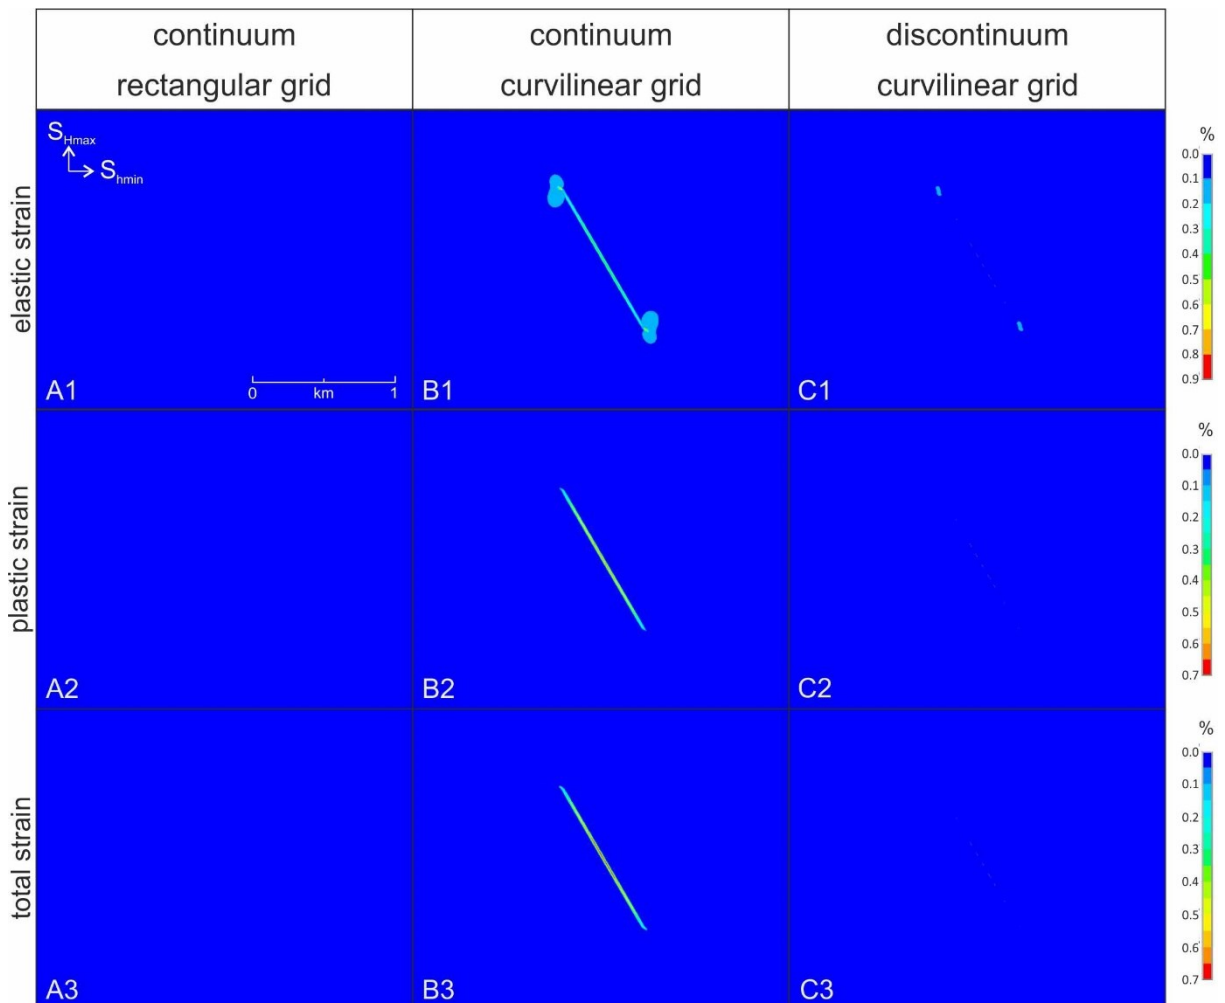 continuum
rectangular grid
continuum
curvilinear grid
discontinuum
curvilinear grid
elastic strain
SHmax
Shmin
0 km 1
A1
B1
C1
%
0.0
0.1
0.2
0.3
0.4
0.5
0.6
0.7
0.8
0.9
plastic strain
A2
B2
C2
%
0.0
0.1
0.2
0.3
0.4
0.5
0.6
0.7
total strain
A3
B3
C3
%
0.0
0.1
0.2
0.3
0.4
0.5
0.6
0.7